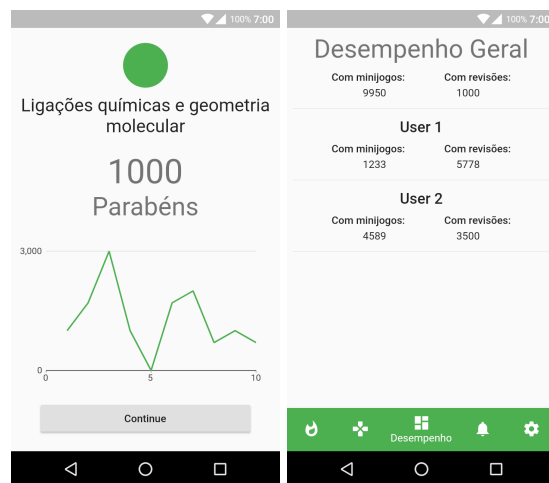 100% 7:00
Ligações químicas e geometria
molecular
1000
Parabéns
3,000
0
0 5 10
Continue
100% 7:00
Desempenho Geral
Com minijogos: Com revisões:
9950 1000
User 1
Com minijogos: Com revisões:
1233 5778
User 2
Com minijogos: Com revisões:
4589 3500
Desempenho